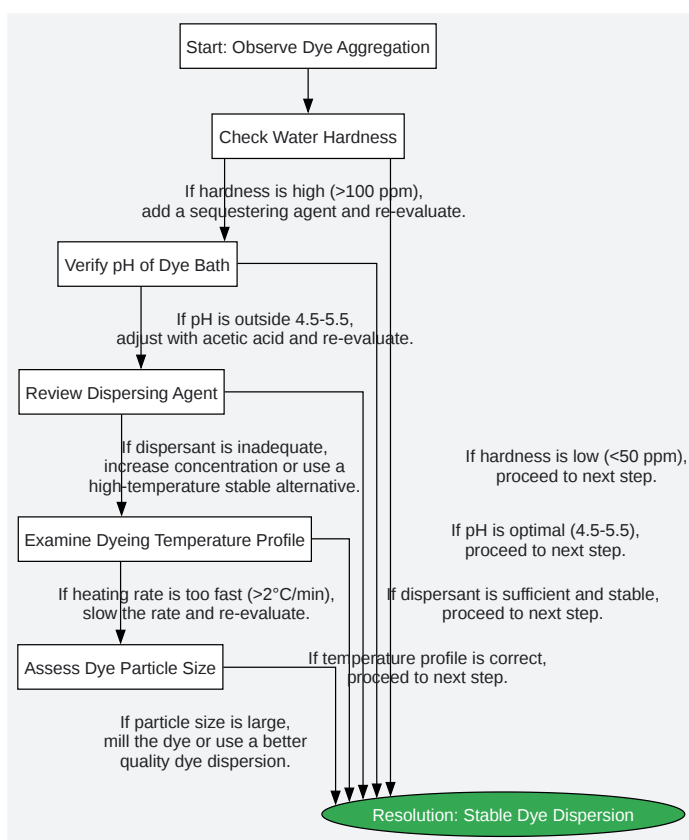 Start: Observe Dye Aggregation
Check Water Hardness
If hardness is high (>100 ppm),
add a sequestering agent and re-evaluate.
Verify pH of Dye Bath
If pH is outside 4.5-5.5,
adjust with acetic acid and re-evaluate.
Review Dispersing Agent
If dispersant is inadequate,
increase concentration or use a
high-temperature stable alternative.
If hardness is low (<50 ppm),
proceed to next step.
Examine Dyeing Temperature Profile
If pH is optimal (4.5-5.5),
proceed to next step.
If heating rate is too fast (>2°C/min),
slow the rate and re-evaluate.
If dispersant is sufficient and stable,
proceed to next step.
Assess Dye Particle Size
If temperature profile is correct,
proceed to next step.
If particle size is large,
mill the dye or use a better
quality dye dispersion.
Resolution: Stable Dye Dispersion